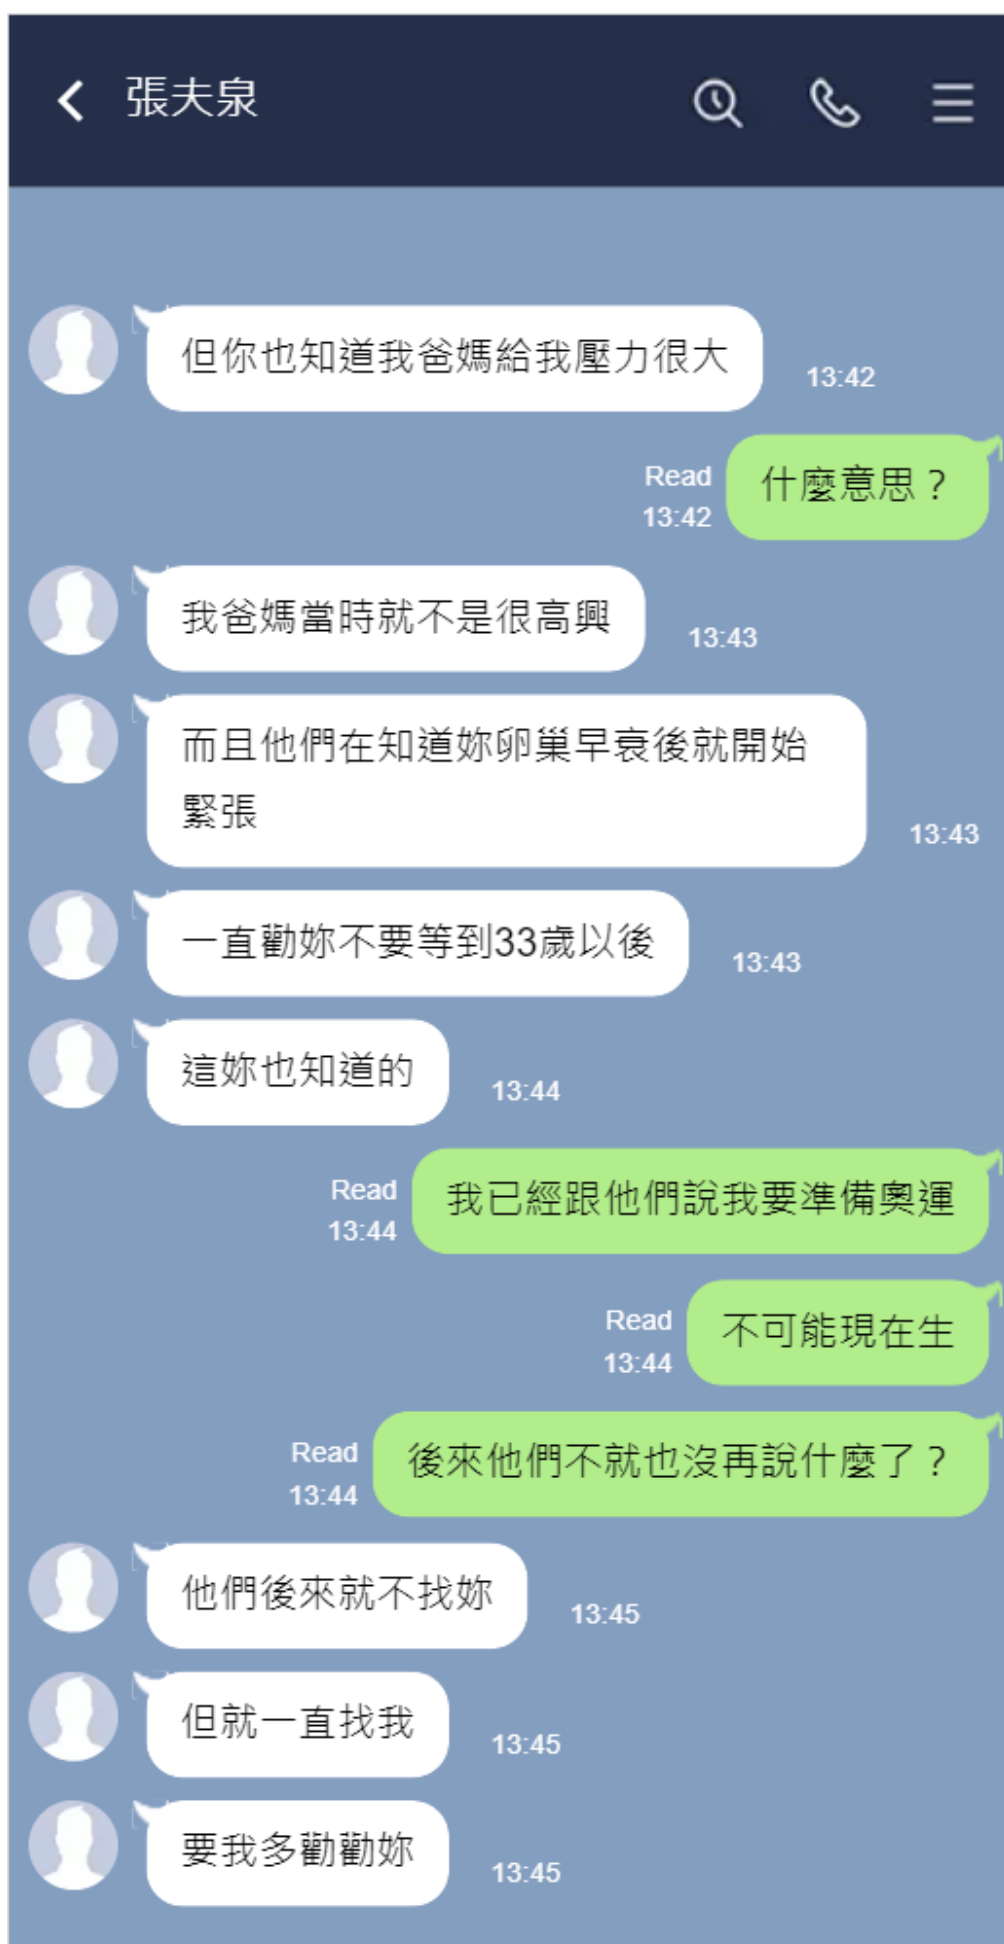 張夫泉
但你也知道我爸媽給我壓力很大
13:42
Read
13:42
什麼意思？
我爸媽當時就不是很高興
13:43
而且他們在知道妳卵巢早衰後就開始
緊張
13:43
一直勸妳不要等到33歲以後
13:43
這妳也知道的
13:44
Read
13:44
我已經跟他們說我要準備奧運
Read
13:44
不可能現在生
Read
13:44
後來他們不就也沒再說什麼了？
他們後來就不找妳
13:45
但就一直找我
13:45
要我多勸勸妳
13:45